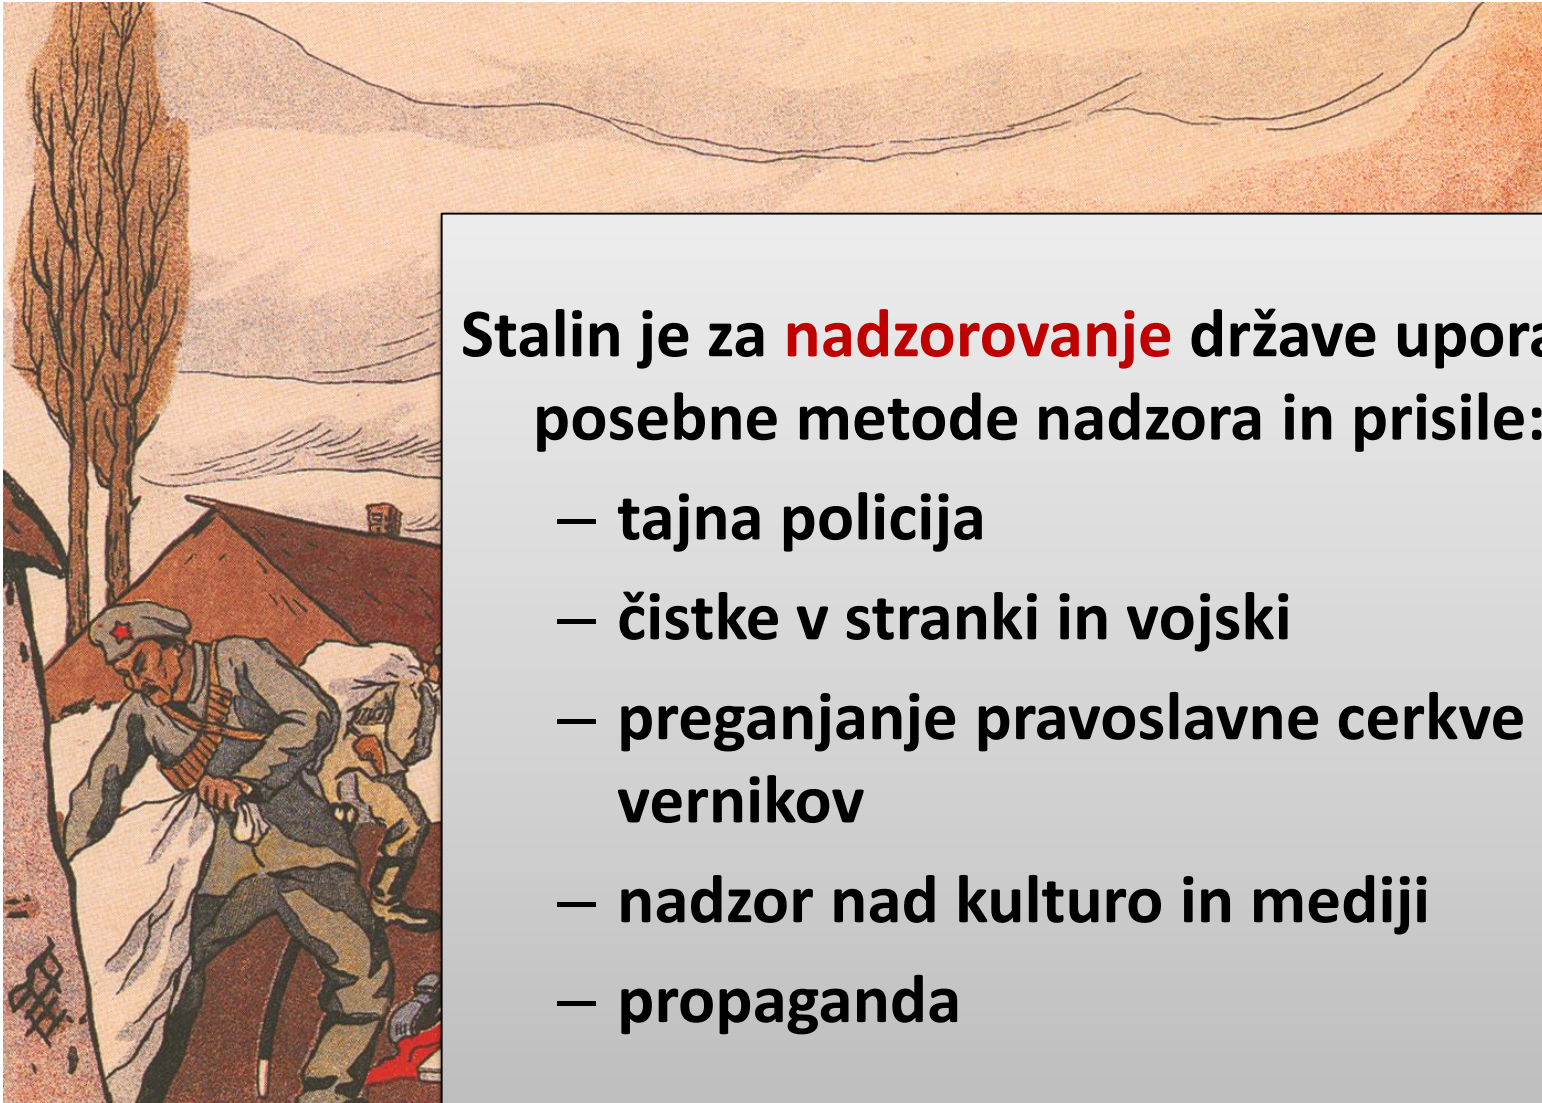 Stalin je za nadzorovanje države upora
posebne metode nadzora in prisile:
– tajna policija
– čistke v stranki in vojski
– preganjanje pravoslavne cerkve
vernikov
– nadzor nad kulturo in mediji
– propaganda